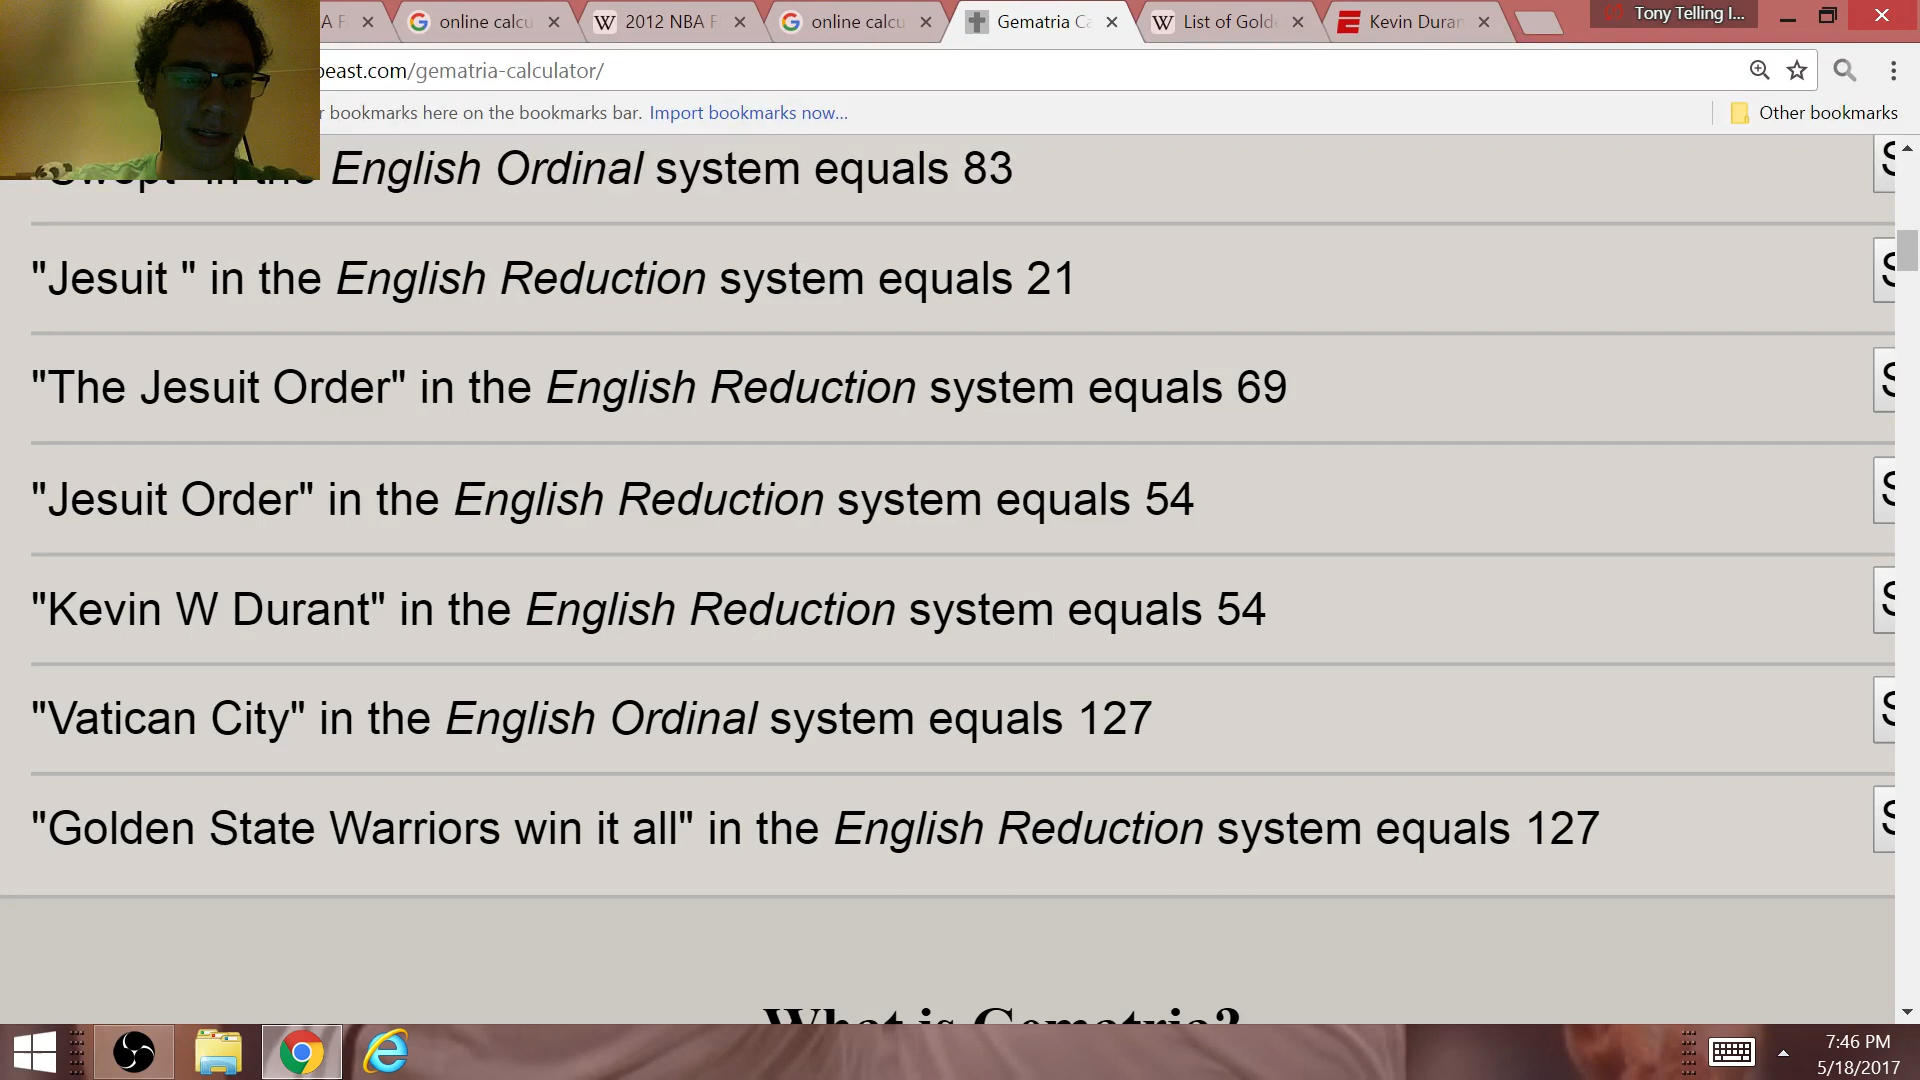 A F
online calcu
2012 NBA F
online calcu
Gematria Ca
List of Gold
Kevin Duran
Tony Telling I...
beast.com/gematria-calculator/
r bookmarks here on the bookmarks bar. Import bookmarks now...
Other bookmarks
"Swept" in the English Ordinal system equals 83
"Jesuit " in the English Reduction system equals 21
"The Jesuit Order" in the English Reduction system equals 69
"Jesuit Order" in the English Reduction system equals 54
"Kevin W Durant" in the English Reduction system equals 54
"Vatican City" in the English Ordinal system equals 127
"Golden State Warriors win it all" in the English Reduction system equals 127
What is Gematria?
7:46 PM
5/18/2017